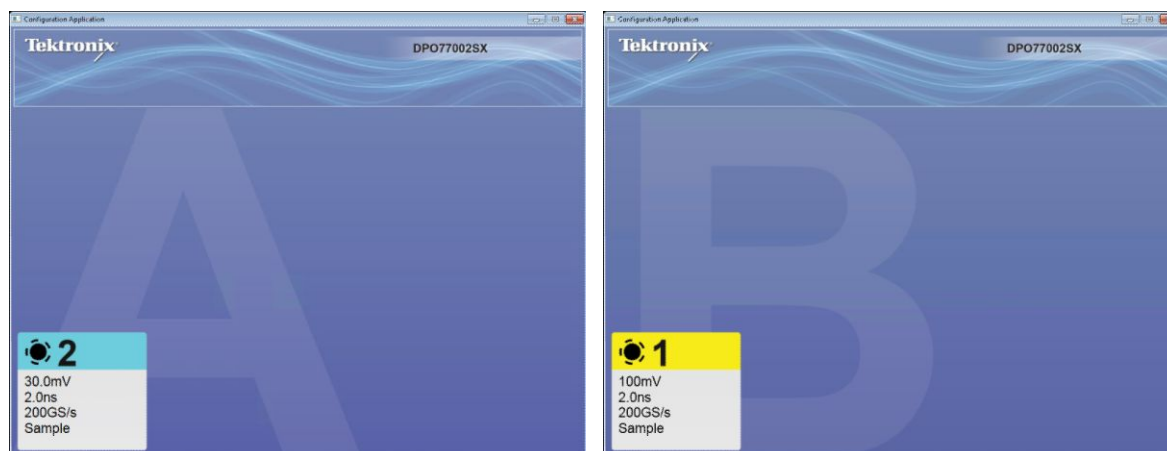 Configuration Application
Tektronix
DPO77002SX
A
2
30.0mV
2.0ns
200GS/s
Sample
Configuration Application
Tektronix
DPO77002SX
B
1
100mV
2.0ns
200GS/s
Sample